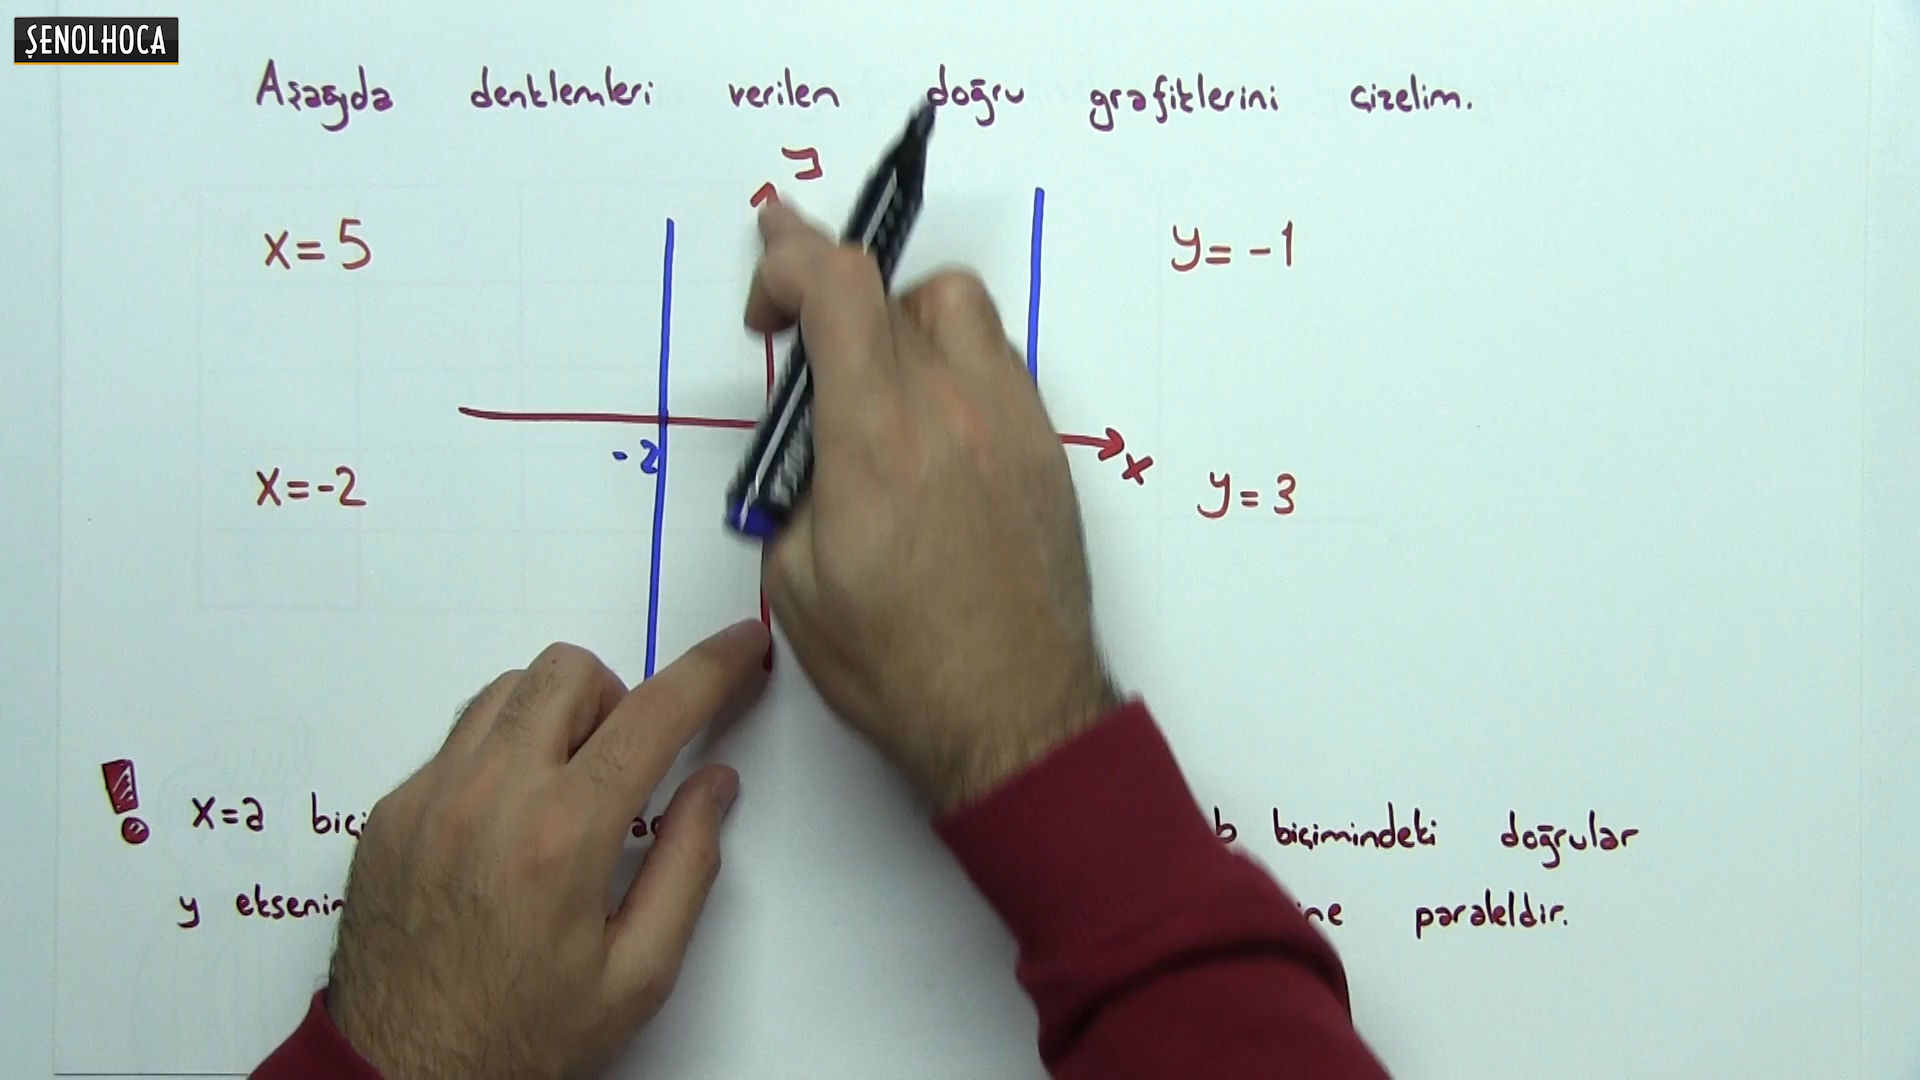 ŞENOLHOCA
Aşağıda denklemleri verilen doğru grafiklerini çizelim.
y
x=5
y=-1
-2
x
x=-2
y=3
! x=a b biçimindeki doğrular
y paraleldir.